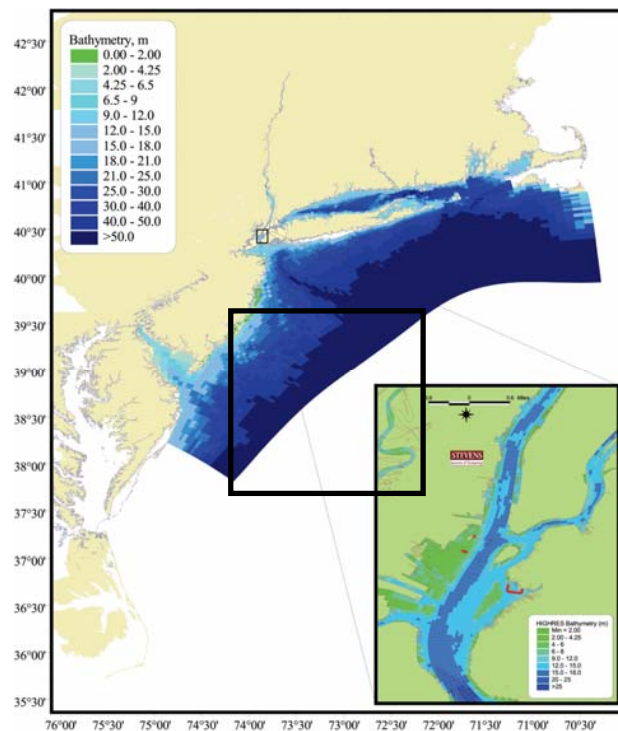 Bathymetry, m
0.00 - 2.00
2.00 - 4.25
4.25 - 6.5
6.5 - 9
9.0 - 12.0
12.0 - 15.0
15.0 - 18.0
18.0 - 21.0
21.0 - 25.0
25.0 - 30.0
30.0 - 40.0
40.0 - 50.0
>50.0
42°30'
42°00'
41°30'
41°00'
40°30'
40°00'
39°30'
39°00'
38°30'
38°00'
37°30'
37°00'
36°30'
36°00'
35°30'
0 0.6 Miles
STEVENS
HIGHRES Bathymetry (m)
Min < 2.00
2.00 - 4.25
4 - 6
6 - 8
9.0 - 12.0
12.0 - 15.0
15.0 - 18.0
20 - 25
>25
76°00' 75°30' 75°00' 74°30' 74°00' 73°30' 73°00' 72°30' 72°00' 71°30' 71°00' 70°30'